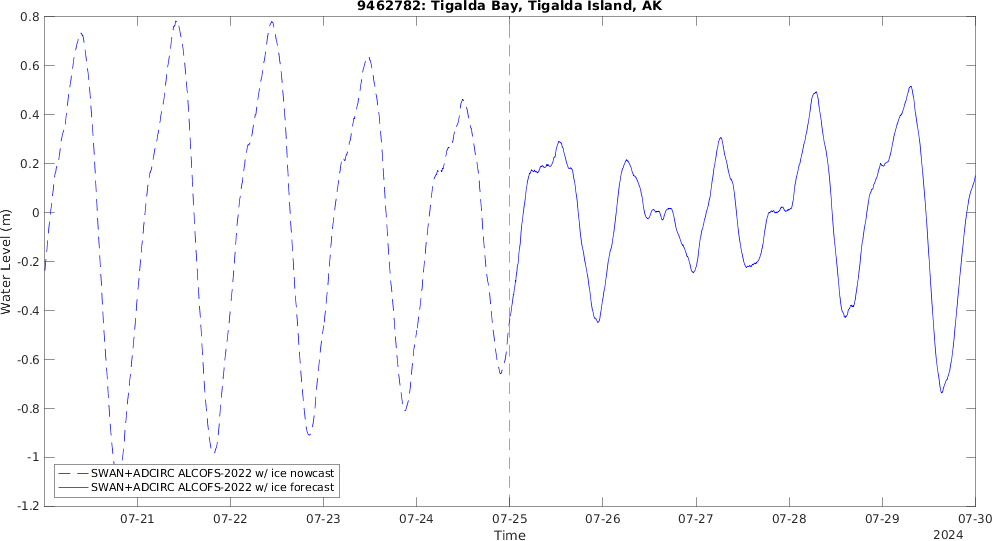 9462782: Tigalda Bay, Tigalda Island, AK
0.8
0.6
0.4
0.2
0
-0.2
-0.4
-0.6
-0.8
-1
-1.2
Water Level (m)
SWAN+ADCIRC ALCOFS-2022 w/ ice nowcast
SWAN+ADCIRC ALCOFS-2022 w/ ice forecast
07-21 07-22 07-23 07-24 07-25 07-26 07-27 07-28 07-29 07-30
Time
2024